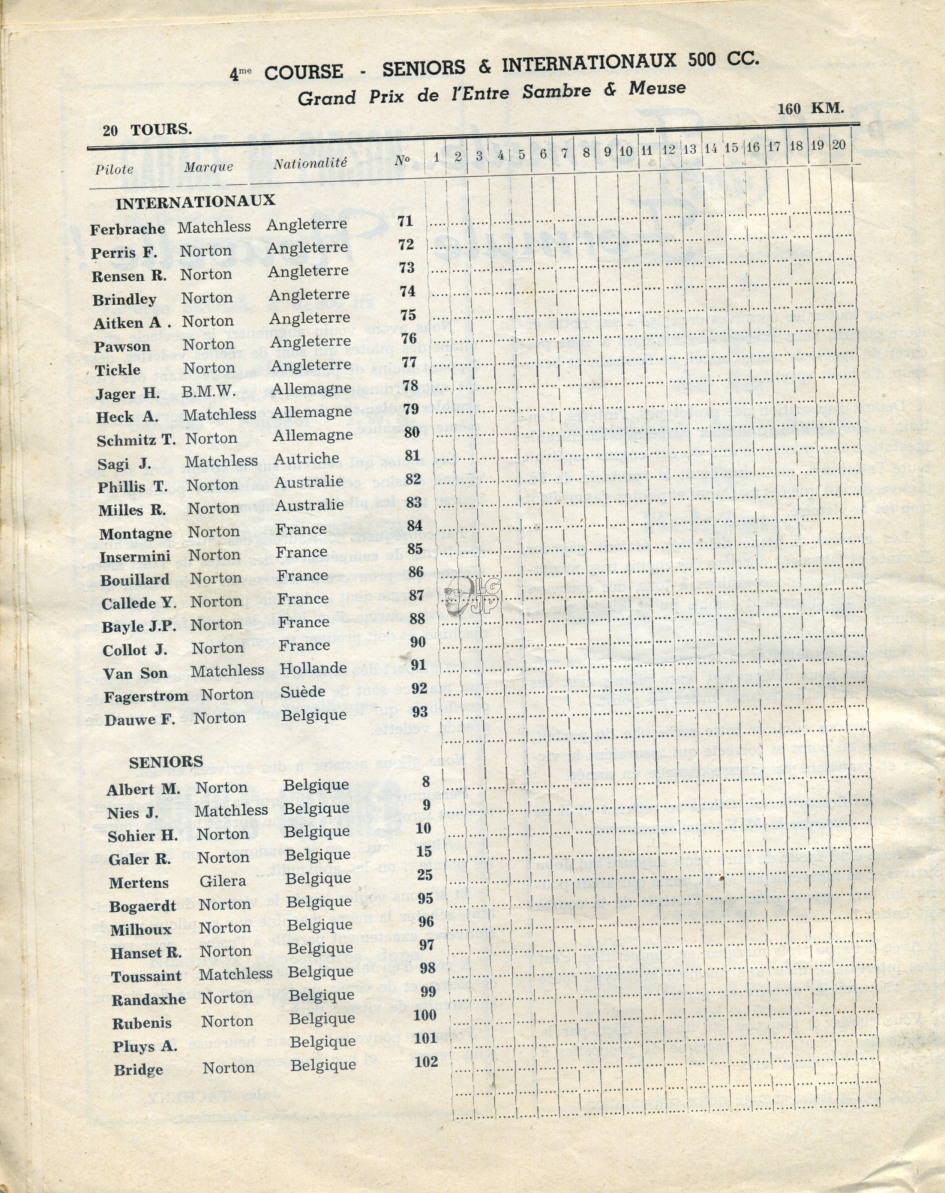 4me COURSE - SENIORS & INTERNATIONAUX 500 CC.
Grand Prix de l'Entre Sambre & Meuse
20 TOURS. 160 KM.
Pilote Marque Nationalité No 1 2 3 4 5 6 7 8 9 10 11 12 13 14 15 16 17 18 19 20
INTERNATIONAUX
Ferbrache Matchless Angleterre 71
Perris F. Norton Angleterre 72
Rensen R. Norton Angleterre 73
Brindley Norton Angleterre 74
Aitken A . Norton Angleterre 75
Pawson Norton Angleterre 76
Tickle Norton Angleterre 77
Jager H. B.M.W. Allemagne 78
Heck A. Matchless Allemagne 79
Schmitz T. Norton Allemagne 80
Sagi J. Matchless Autriche 81
Phillis T. Norton Australie 82
Milles R. Norton Australie 83
Montagne Norton France 84
Insermini Norton France 85
Bouillard Norton France 86
Callede Y. Norton France 87
Bayle J.P. Norton France 88
Collot J. Norton France 90
Van Son Matchless Hollande 91
Fagerstrom Norton Suède 92
Dauwe F. Norton Belgique 93
SENIORS
Albert M. Norton Belgique 8
Nies J. Matchless Belgique 9
Sohier H. Norton Belgique 10
Galer R. Norton Belgique 15
Mertens Gilera Belgique 25
Bogaerdt Norton Belgique 95
Milhoux Norton Belgique 96
Hanset R. Norton Belgique 97
Toussaint Matchless Belgique 98
Randaxhe Norton Belgique 99
Rubenis Norton Belgique 100
Pluys A. Belgique 101
Bridge Norton Belgique 102
LG
JP